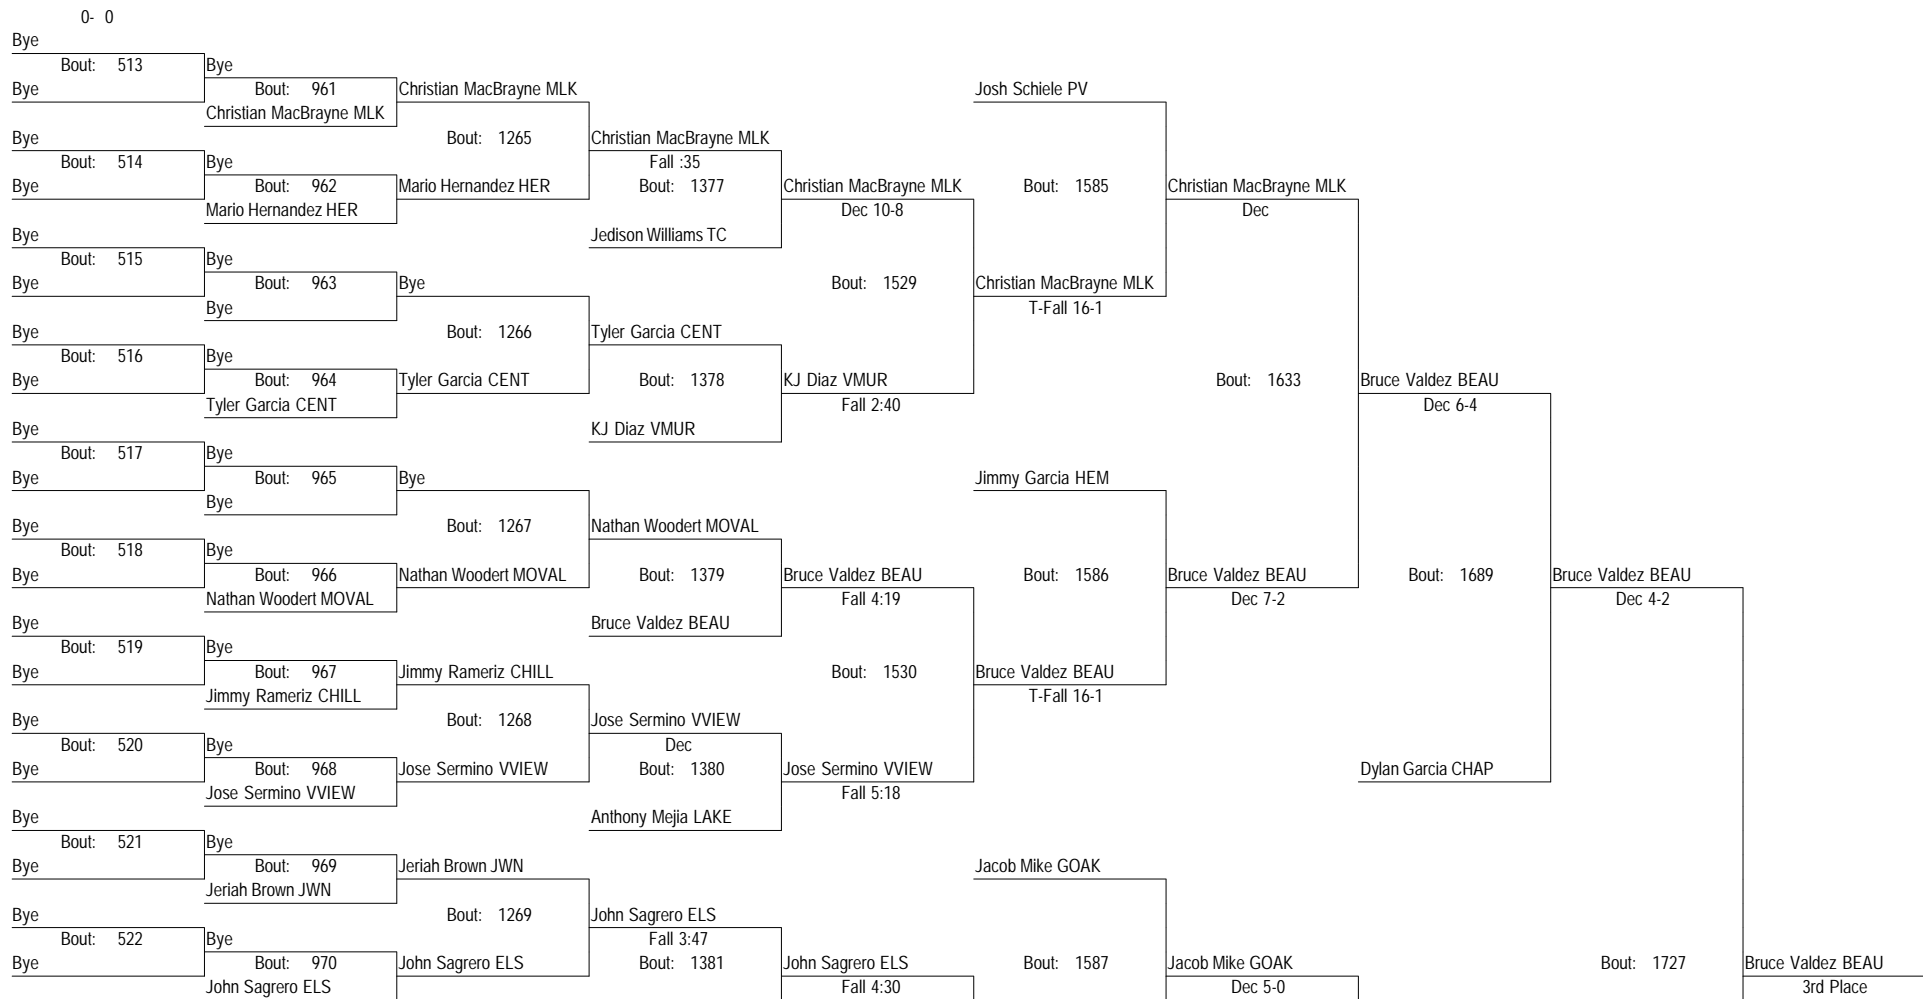 0- 0
Bye
Bout: 513 Bye
Bye Bout: 961 Christian MacBrayne MLK Josh Schiele PV
Christian MacBrayne MLK
Bye Bout: 1265 Christian MacBrayne MLK
Bout: 514 Bye Fall :35
Bye Bout: 962 Mario Hernandez HER Bout: 1377 Christian MacBrayne MLK Bout: 1585 Christian MacBrayne MLK
Mario Hernandez HER Dec 10-8 Dec
Bye Jedison Williams TC
Bout: 515 Bye
Bye Bout: 963 Bye Bout: 1529 Christian MacBrayne MLK
Bye T-Fall 16-1
Bye Bout: 1266 Tyler Garcia CENT
Bout: 516 Bye
Bye Bout: 964 Tyler Garcia CENT Bout: 1378 KJ Diaz VMUR Bout: 1633 Bruce Valdez BEAU
Tyler Garcia CENT Fall 2:40 Dec 6-4
Bye KJ Diaz VMUR
Bout: 517 Bye
Bye Bout: 965 Bye Jimmy Garcia HEM
Bye
Bye Bout: 1267 Nathan Woodert MOVAL
Bout: 518 Bye
Bye Bout: 966 Nathan Woodert MOVAL Bout: 1379 Bruce Valdez BEAU Bout: 1586 Bruce Valdez BEAU Bout: 1689 Bruce Valdez BEAU
Nathan Woodert MOVAL Fall 4:19 Dec 7-2 Dec 4-2
Bye Bruce Valdez BEAU
Bout: 519 Bye
Bye Bout: 967 Jimmy Rameriz CHILL Bout: 1530 Bruce Valdez BEAU
Jimmy Rameriz CHILL T-Fall 16-1
Bye Bout: 1268 Jose Sermino VVIEW
Bout: 520 Bye Dec
Bye Bout: 968 Jose Sermino VVIEW Bout: 1380 Jose Sermino VVIEW Dylan Garcia CHAP
Jose Sermino VVIEW Fall 5:18
Bye Anthony Mejia LAKE
Bout: 521 Bye
Bye Bout: 969 Jeriah Brown JWN Jacob Mike GOAK
Jeriah Brown JWN
Bye Bout: 1269 John Sagrero ELS
Bout: 522 Bye Fall 3:47
Bye Bout: 970 John Sagrero ELS Bout: 1381 John Sagrero ELS Bout: 1587 Jacob Mike GOAK Bout: 1727 Bruce Valdez BEAU
John Sagrero ELS Fall 4:30 Dec 5-0 3rd Place